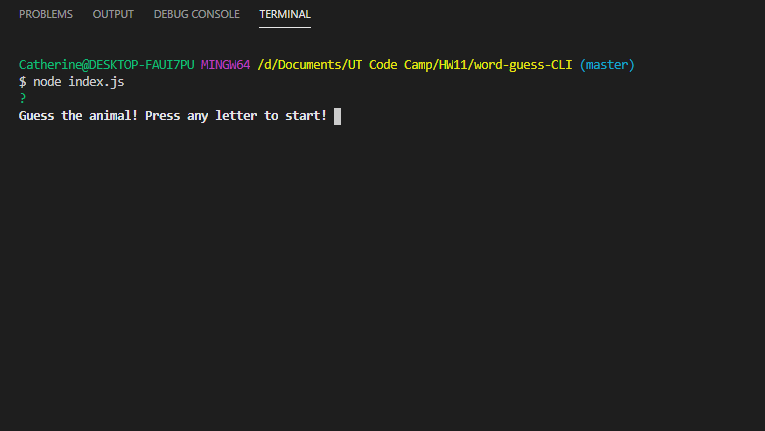 PROBLEMS OUTPUT DEBUG CONSOLE TERMINAL
Catherine@DESKTOP-FAUI7PU MINGW64 /d/Documents/UT Code Camp/HW11/word-guess-CLI (master)
$ node index.js
?
Guess the animal! Press any letter to start!